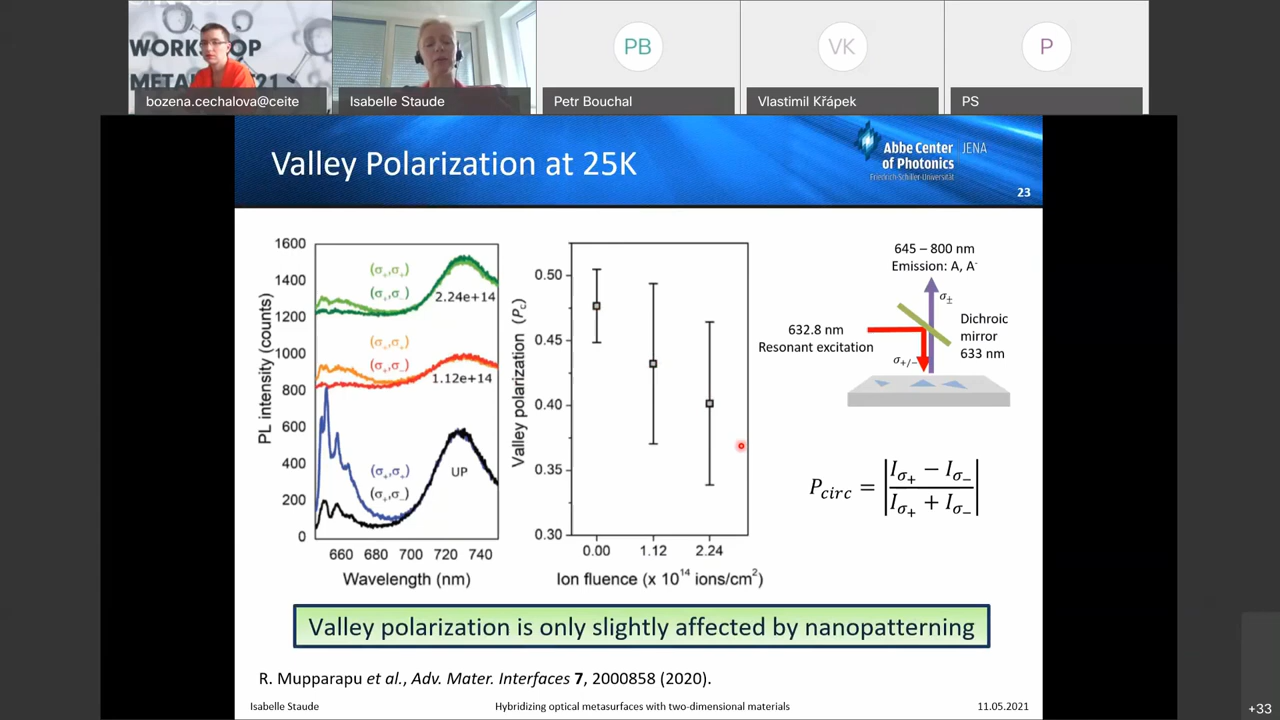 WORKSHOP
bozena.cechalova@ceite
Isabelle Staude
PB
Petr Bouchal
VK
Vlastimil Křápek
P
PS
Valley Polarization at 25K
Abbe Center
of Photonics
JENA
Friedrich-Schiller-Universität
23
1600
1400
1200
1000
800
600
400
200
0
PL intensity (counts)
(σ₊,σ₊)
(σ₊,σ₋)
2.24e+14
(σ₊,σ₊)
(σ₊,σ₋)
1.12e+14
(σ₊,σ₊)
(σ₊,σ₋)
UP
660 680 700 720 740
Wavelength (nm)
Valley polarization (Pc)
0.50
0.45
0.40
0.35
0.30
0.00 1.12 2.24
Ion fluence (x 10¹⁴ ions/cm²)
645 – 800 nm
Emission: A, A⁻
σ±
632.8 nm
Resonant excitation
σ+/−
Dichroic
mirror
633 nm
P_circ = |(I_σ₊ − I_σ₋)/(I_σ₊ + I_σ₋)|
Valley polarization is only slightly affected by nanopatterning
R. Mupparapu et al., Adv. Mater. Interfaces 7, 2000858 (2020).
Isabelle Staude
Hybridizing optical metasurfaces with two-dimensional materials
11.05.2021
+33